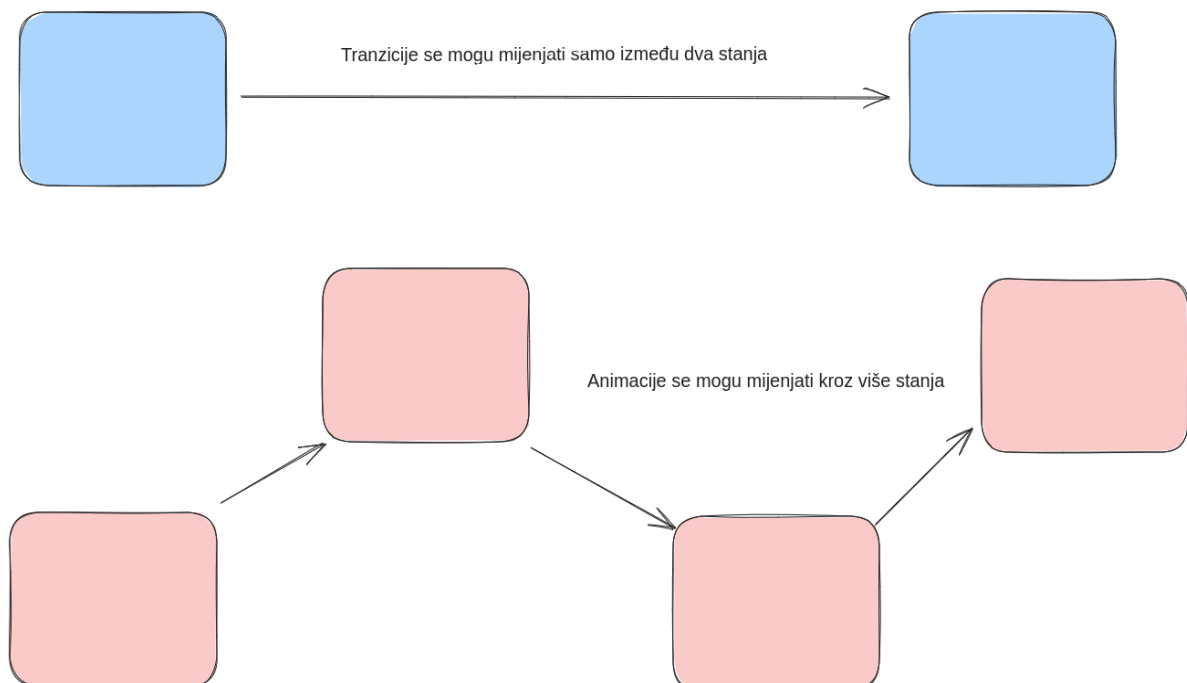 Tranzicije se mogu mijenjati samo između dva stanja
Animacije se mogu mijenjati kroz više stanja